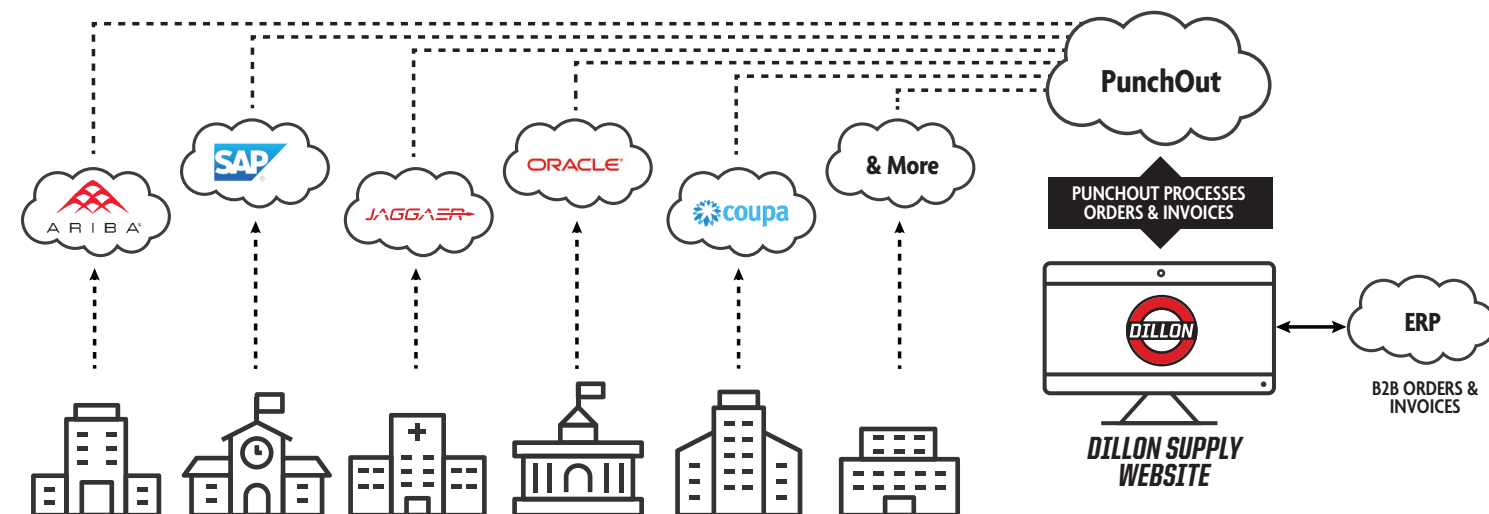 PunchOut
SAP
ORACLE
& More
ARIBA
JAGGAER
coupa
PUNCHOUT PROCESSES
ORDERS & INVOICES
DILLON
ERP
B2B ORDERS &
INVOICES
DILLON SUPPLY
WEBSITE